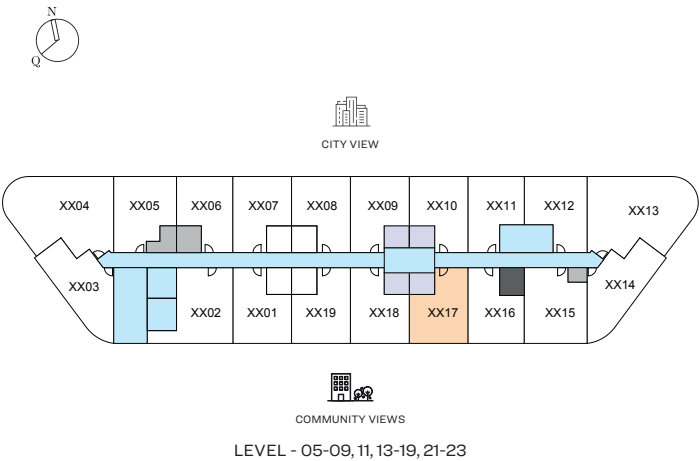 N
Q
CITY VIEW
XX04 XX05 XX06 XX07 XX08 XX09 XX10 XX11 XX12 XX13
XX03 XX14
XX02 XX01 XX19 XX18 XX17 XX16 XX15
COMMUNITY VIEWS
LEVEL - 05-09, 11, 13-19, 21-23